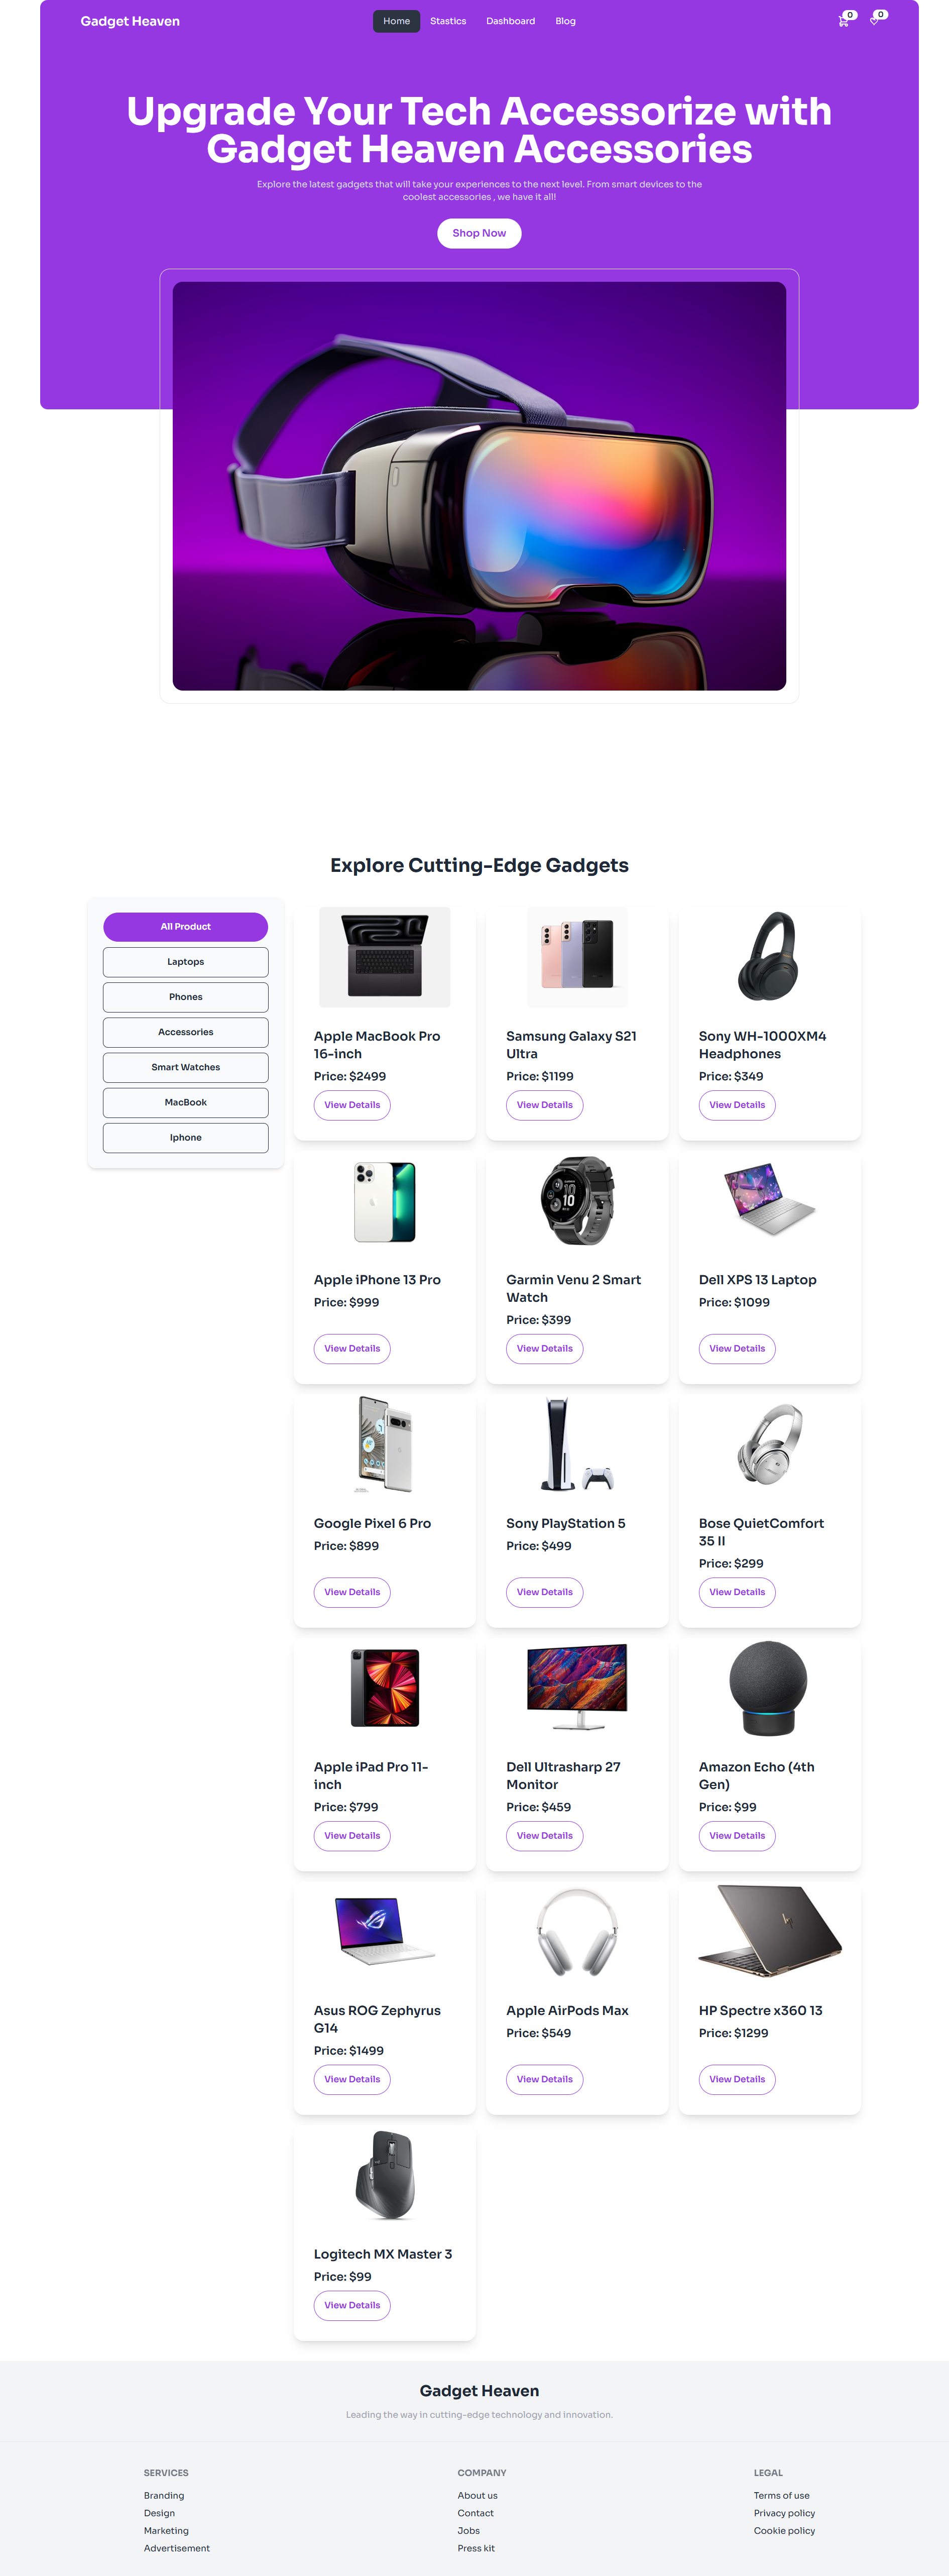 Gadget Heaven
Home
Stastics
Dashboard
Blog
0
0
Upgrade Your Tech Accessorize with
Gadget Heaven Accessories
Explore the latest gadgets that will take your experiences to the next level. From smart devices to the
coolest accessories , we have it all!
Shop Now
Explore Cutting-Edge Gadgets
All Product
Laptops
Phones
Accessories
Smart Watches
MacBook
Iphone
Apple MacBook Pro
16-inch
Price: $2499
View Details
Samsung Galaxy S21
Ultra
Price: $1199
View Details
Sony WH-1000XM4
Headphones
Price: $349
View Details
Apple iPhone 13 Pro
Price: $999
View Details
Garmin Venu 2 Smart
Watch
Price: $399
View Details
Dell XPS 13 Laptop
Price: $1099
View Details
Google Pixel 6 Pro
Price: $899
View Details
Sony PlayStation 5
Price: $499
View Details
Bose QuietComfort
35 II
Price: $299
View Details
Apple iPad Pro 11-
inch
Price: $799
View Details
Dell Ultrasharp 27
Monitor
Price: $459
View Details
Amazon Echo (4th
Gen)
Price: $99
View Details
Asus ROG Zephyrus
G14
Price: $1499
View Details
Apple AirPods Max
Price: $549
View Details
HP Spectre x360 13
Price: $1299
View Details
Logitech MX Master 3
Price: $99
View Details
Gadget Heaven
Leading the way in cutting-edge technology and innovation.
SERVICES
Branding
Design
Marketing
Advertisement
COMPANY
About us
Contact
Jobs
Press kit
LEGAL
Terms of use
Privacy policy
Cookie policy